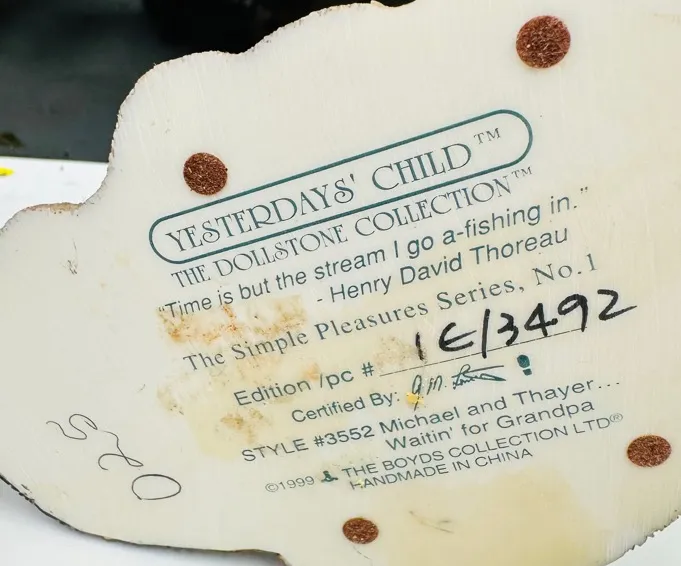 YESTERDAYS' CHILD™
THE DOLLSTONE COLLECTION™
"Time is but the stream I go a-fishing in."
- Henry David Thoreau
The Simple Pleasures Series, No.1
Edition /pc # 1E/3492
Certified By:
STYLE #3552 Michael and Thayer...
Waitin' for Grandpa
©1999 THE BOYDS COLLECTION LTD®
HANDMADE IN CHINA